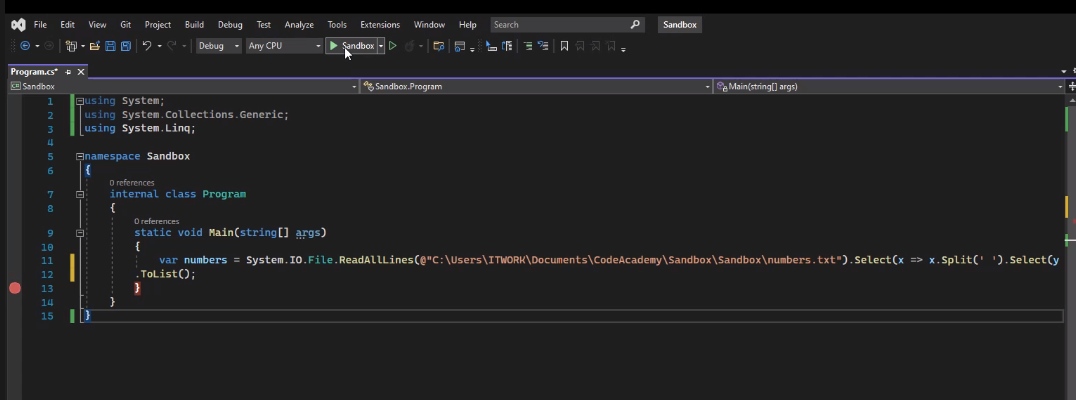 File Edit View Git Project Build Debug Test Analyze Tools Extensions Window Help Search Sandbox
Debug Any CPU Sandbox
Program.cs*
Sandbox Sandbox.Program Main(string[] args)
1 using System;
2 using System.Collections.Generic;
3 using System.Linq;
4
5 namespace Sandbox
6 {
0 references
7 internal class Program
8 {
0 references
9 static void Main(string[] args)
10 {
11 var numbers = System.IO.File.ReadAllLines(@"C:\Users\ITWORK\Documents\CodeAcademy\Sandbox\Sandbox\numbers.txt").Select(x => x.Split(' ').Select(y
12 .ToList();
13 }
14 }
15 }